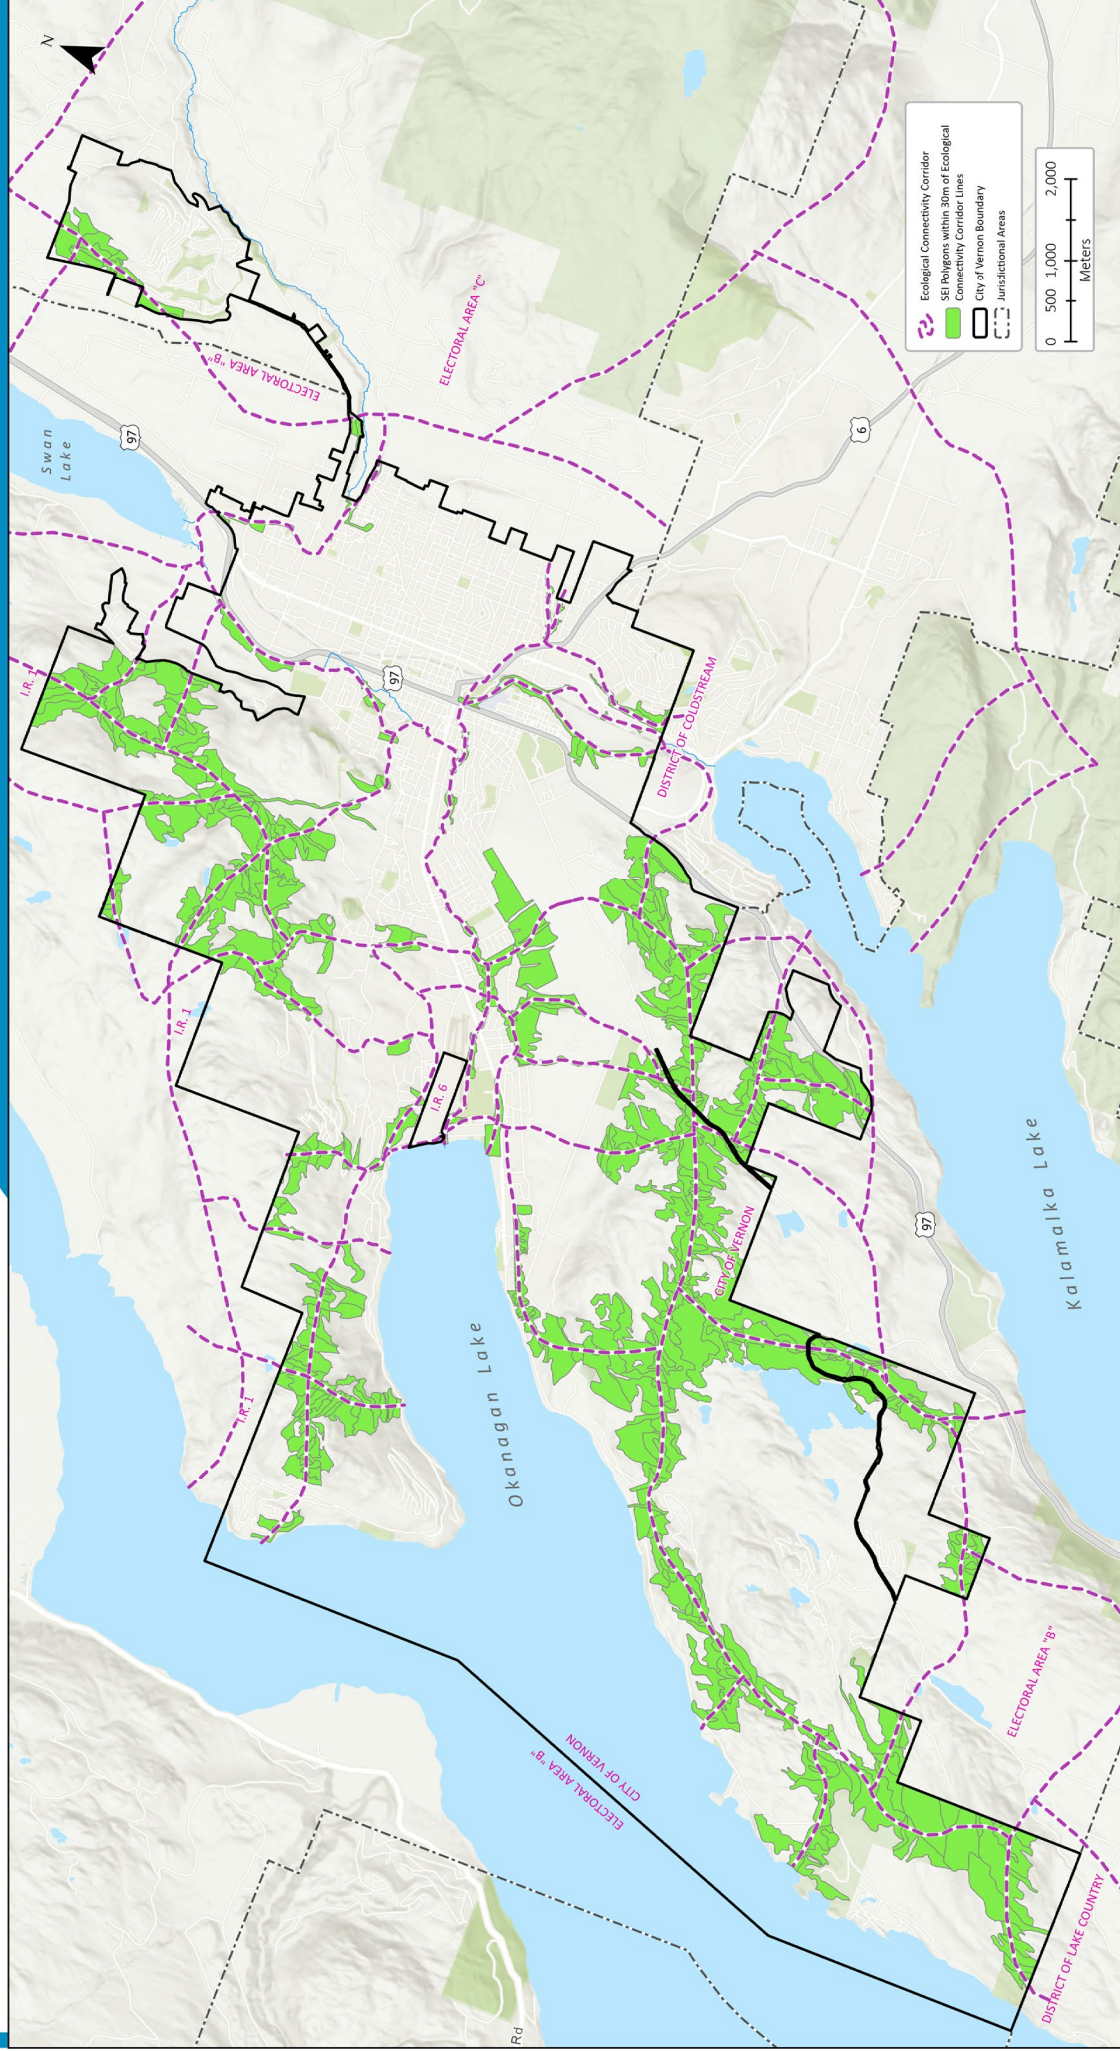 N
Swan
Lake
97
ELECTORAL AREA "B"
ELECTORAL AREA "C"
Ecological Connectivity Corridor
SEI Polygons within 30m of Ecological
Connectivity Corridor Lines
City of Vernon Boundary
Jurisdictional Areas
0 500 1,000 2,000
Meters
6
I.R. 1
97
DISTRICT OF COLDSTREAM
I.R. 1
I.R. 6
CITY OF VERNON
97
Kalamalka Lake
Okanagan Lake
I.R. 1
ELECTORAL AREA "B"
CITY OF VERNON
ELECTORAL AREA "B"
DISTRICT OF LAKE COUNTRY
Rd